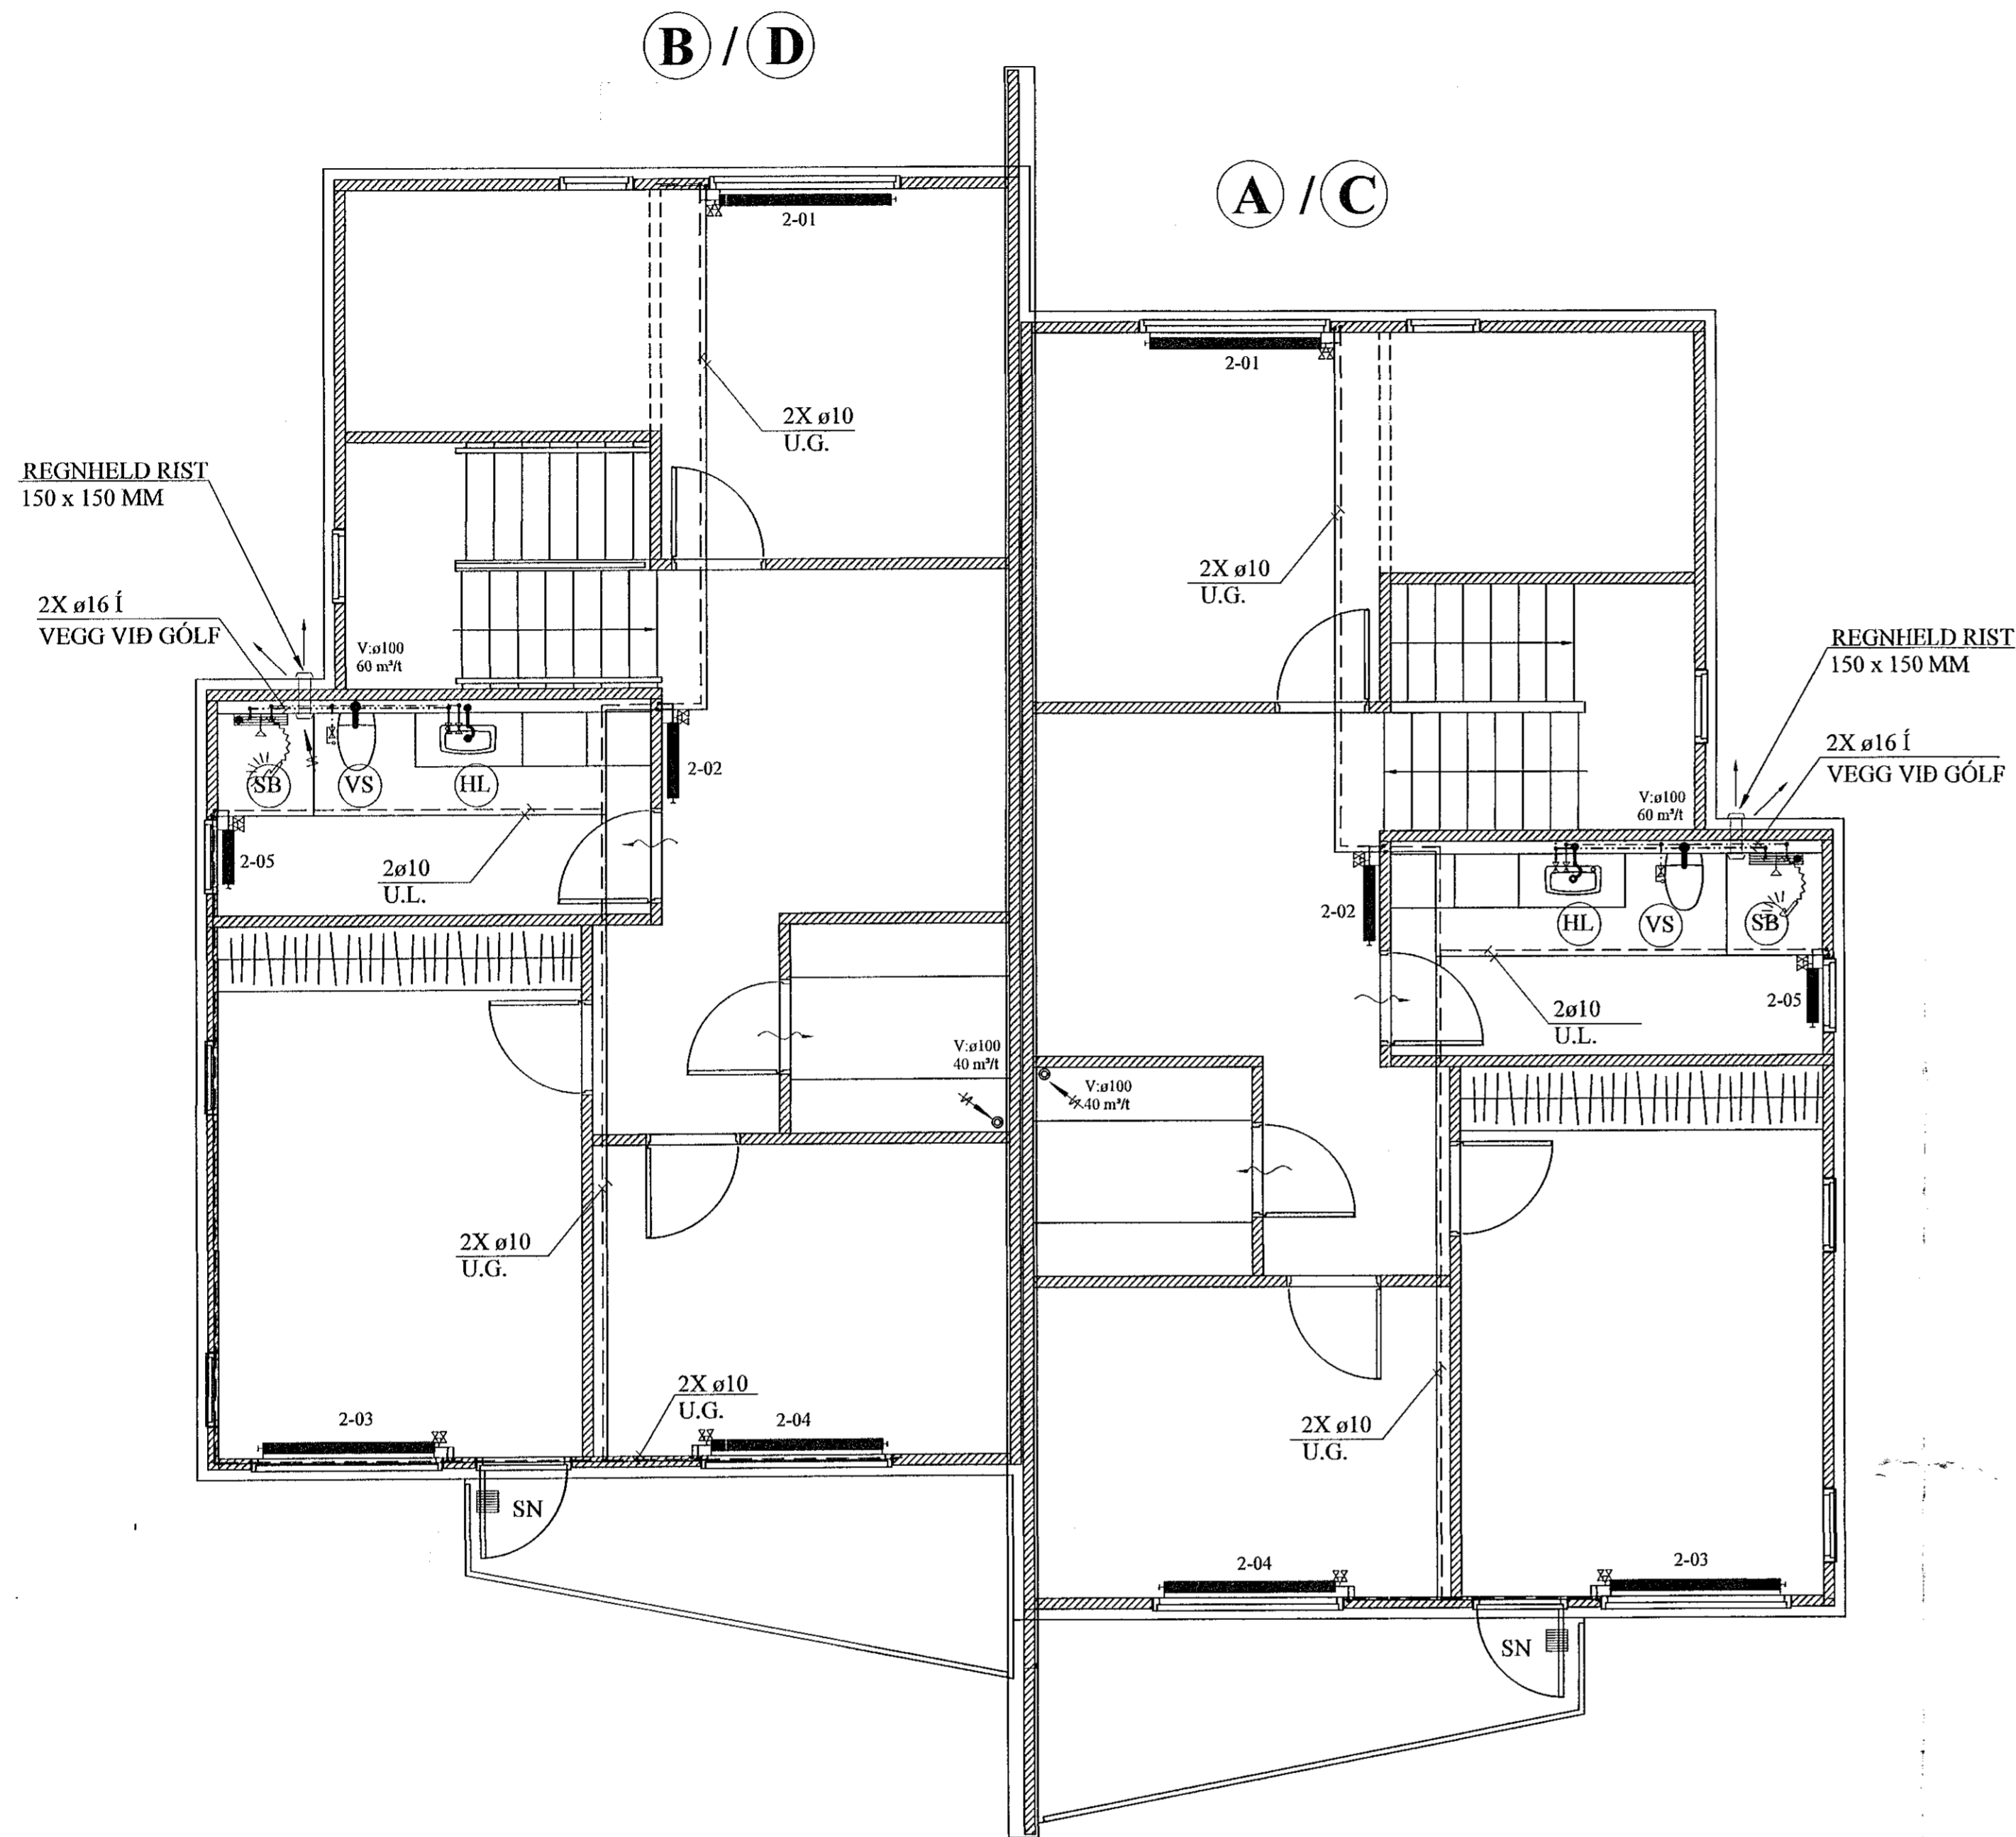 B / D
A / C
2-01
2X ø10
U.G.
REGNHELD RIST
150 x 150 MM
2X ø16 Í
VEGG VIÐ GÓLF
V:ø100
60 m³/t
SB
VS
HL
2-02
2-05
2ø10
U.L.
V:ø100
40 m³/t
2X ø10
U.G.
2X ø10
U.G.
2-03
2-04
SN
2-01
2X ø10
U.G.
REGNHELD RIST
150 x 150 MM
2X ø16 Í
VEGG VIÐ GÓLF
V:ø100
60 m³/t
2-02
HL
VS
SB
2-05
2ø10
U.L.
V:ø100
40 m³/t
2X ø10
U.G.
2-04
2-03
SN